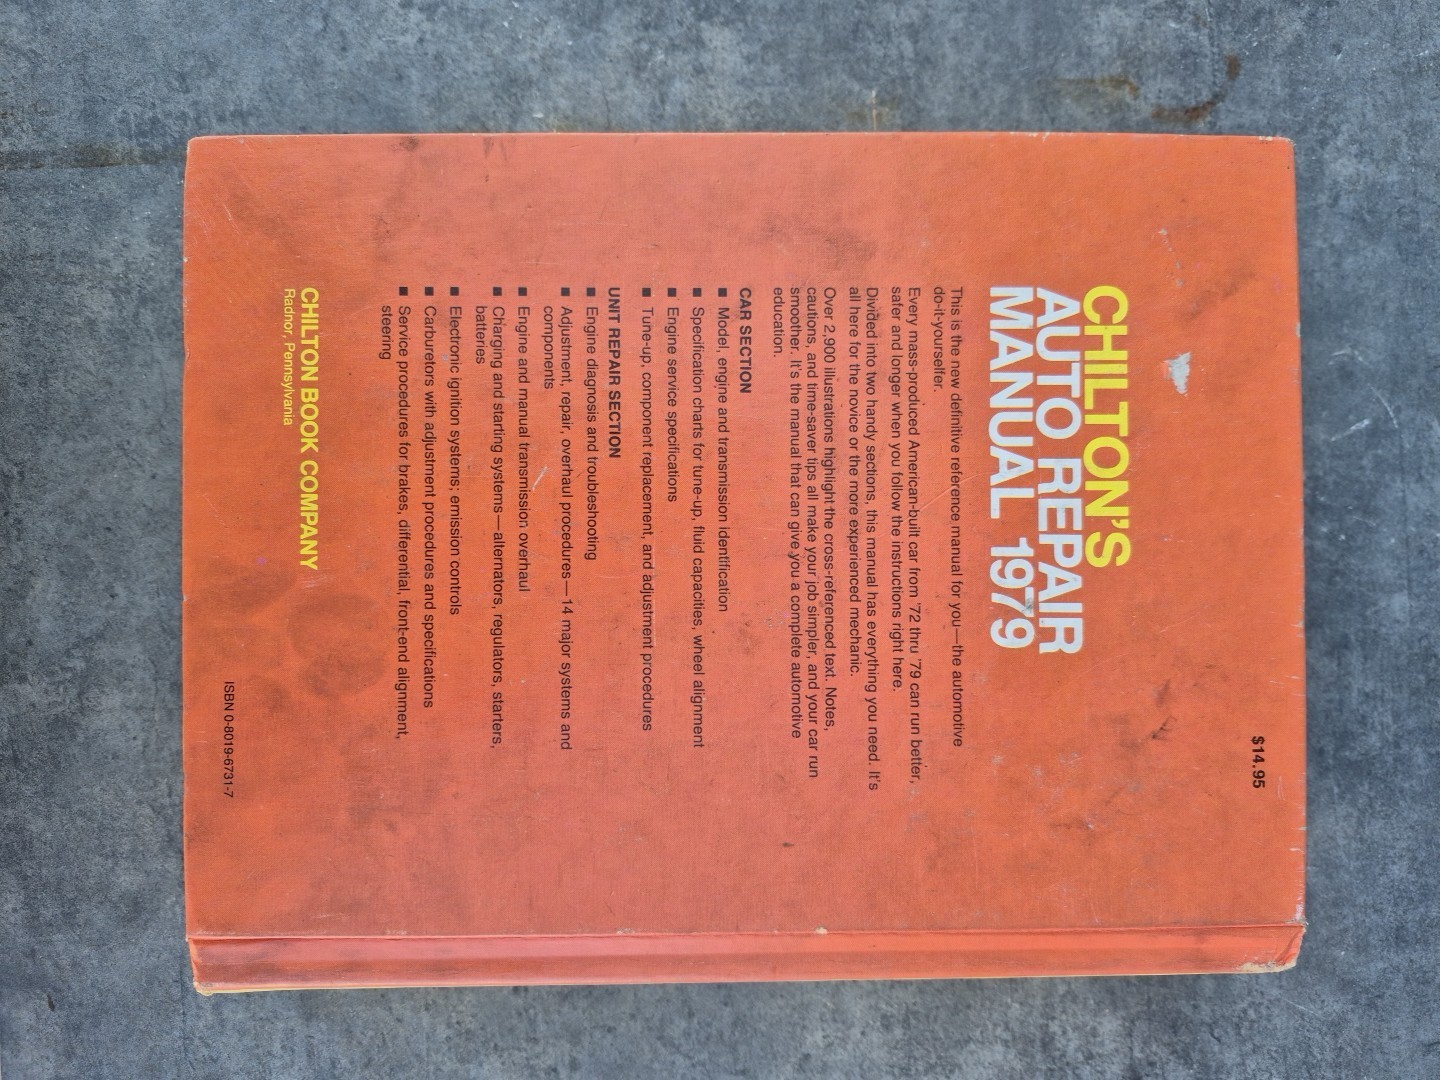 $14.95
CHILTON'S
AUTO REPAIR
MANUAL 1979
This is the new definitive reference manual for you—the automotive
do-it-yourselfer.
Every mass-produced American-built car from '72 thru '79 can run better,
safer and longer when you follow the instructions right here.
Divided into two handy sections, this manual has everything you need. It's
all here for the novice or the more experienced mechanic.
Over 2,900 illustrations highlight the cross-referenced text. Notes,
cautions, and time-saver tips all make your job simpler, and your car run
smoother. It's the manual that can give you a complete automotive
education.
CAR SECTION
■ Model, engine and transmission identification
■ Specification charts for tune-up, fluid capacities, wheel alignment
■ Engine service specifications
■ Tune-up, component replacement, and adjustment procedures
UNIT REPAIR SECTION
■ Engine diagnosis and troubleshooting
■ Adjustment, repair, overhaul procedures—14 major systems and
components
■ Engine and manual transmission overhaul
■ Charging and starting systems—alternators, regulators, starters,
batteries
■ Electronic ignition systems; emission controls
■ Carburetors with adjustment procedures and specifications
■ Service procedures for brakes, differential, front-end alignment,
steering
CHILTON BOOK COMPANY
Radnor, Pennsylvania
ISBN 0-8019-6731-7